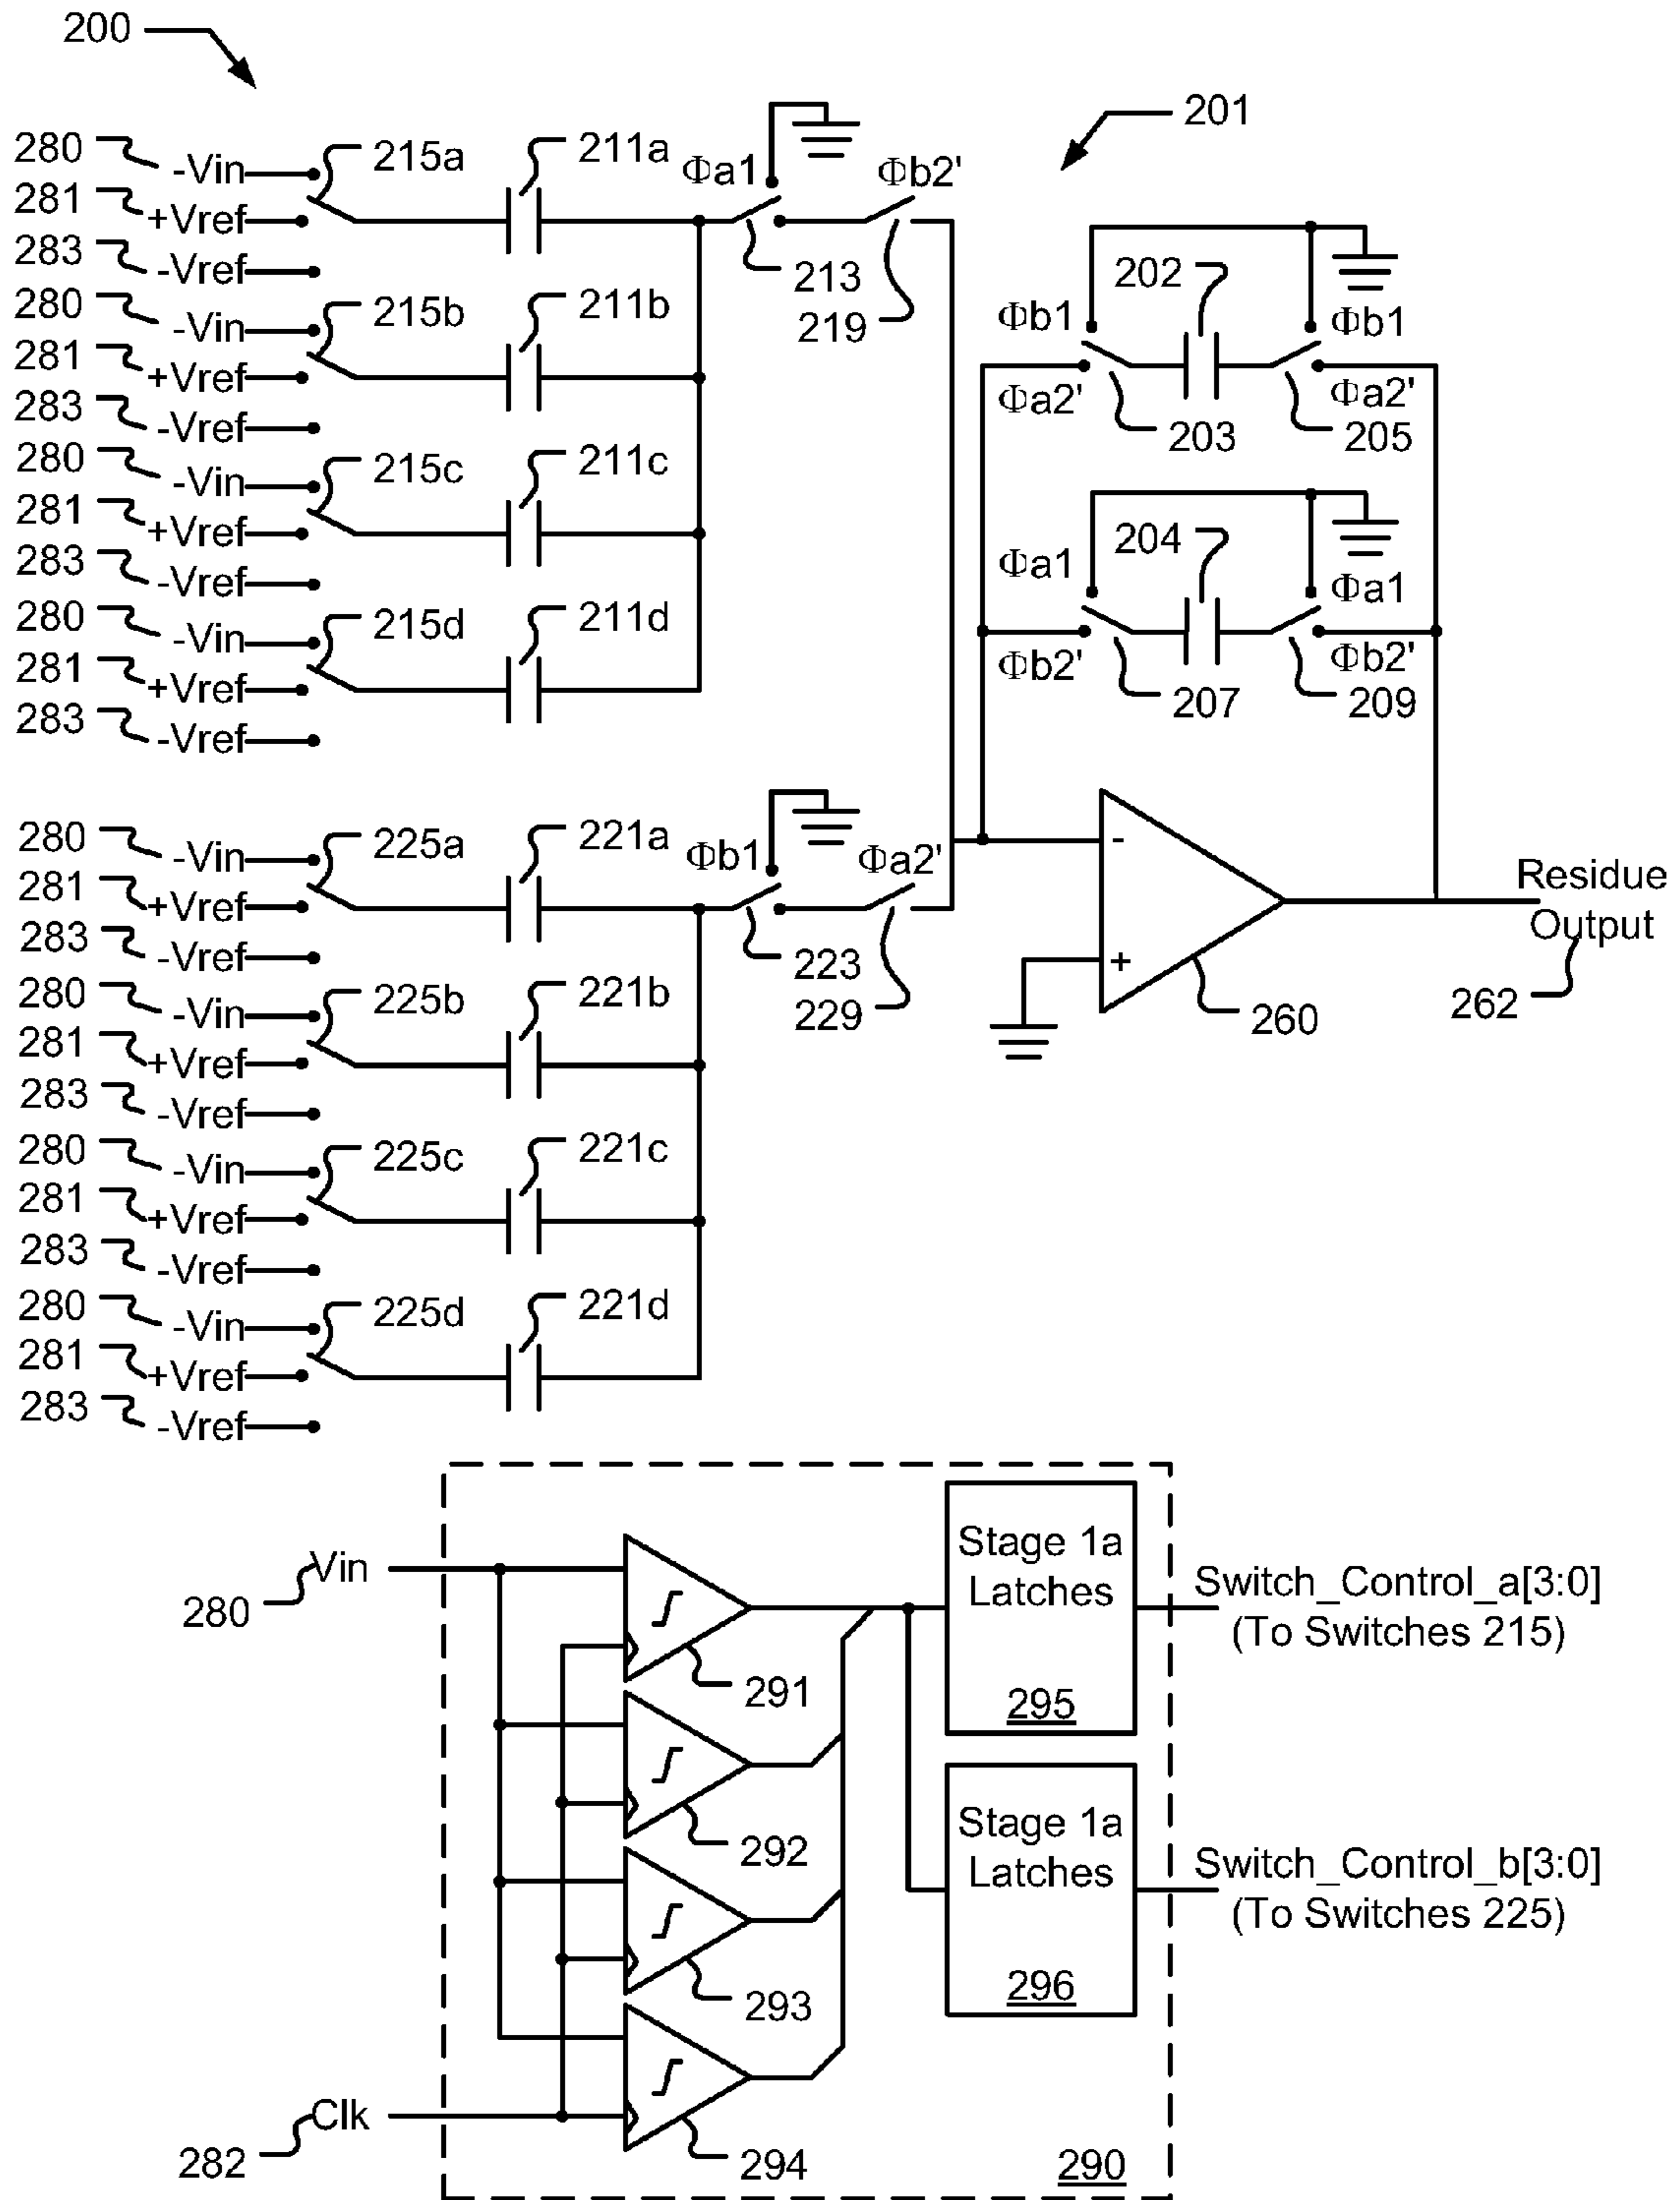 200
201
280 -Vin 215a 211a Φa1 Φb2'
281 +Vref
283 -Vref 213
219
280 -Vin 215b 211b
281 +Vref
283 -Vref
280 -Vin 215c 211c
281 +Vref
283 -Vref
280 -Vin 215d 211d
281 +Vref
283 -Vref
202
Φb1 Φb1
Φa2' Φa2'
203 205
204
Φa1 Φa1
Φb2' Φb2'
207 209
280 -Vin 225a 221a Φb1 Φa2'
281 +Vref
283 -Vref 223
229
280 -Vin 225b 221b
281 +Vref
283 -Vref
280 -Vin 225c 221c
281 +Vref
283 -Vref
280 -Vin 225d 221d
281 +Vref
283 -Vref
-
+
260
Residue
Output
262
Vin
280
Clk
282
291
292
293
294
Stage 1a
Latches
295
Stage 1a
Latches
296
290
Switch_Control_a[3:0]
(To Switches 215)
Switch_Control_b[3:0]
(To Switches 225)